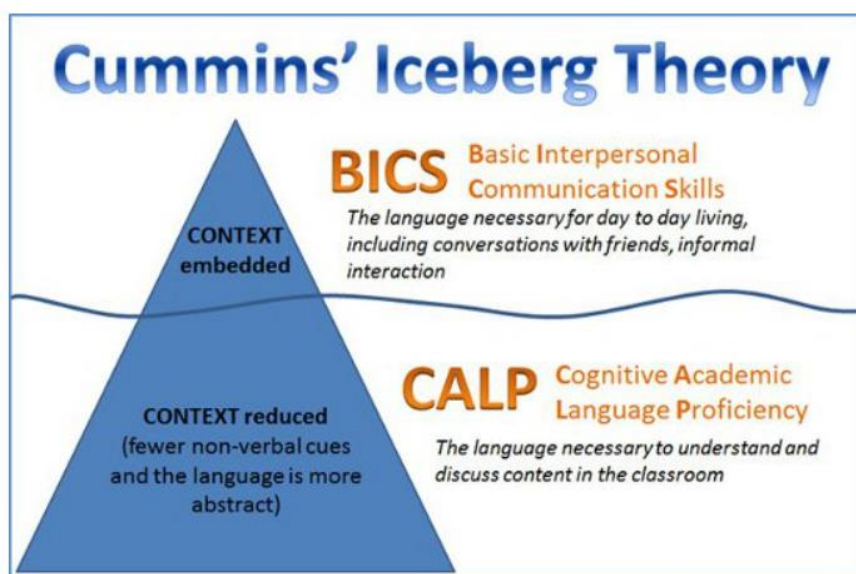 Cummins' Iceberg Theory
BICS
Basic Interpersonal
Communication Skills
The language necessary for day to day living,
including conversations with friends, informal
interaction
CONTEXT
embedded
CALP
Cognitive Academic
Language Proficiency
The language necessary to understand and
discuss content in the classroom
CONTEXT reduced
(fewer non-verbal cues
and the language is more
abstract)